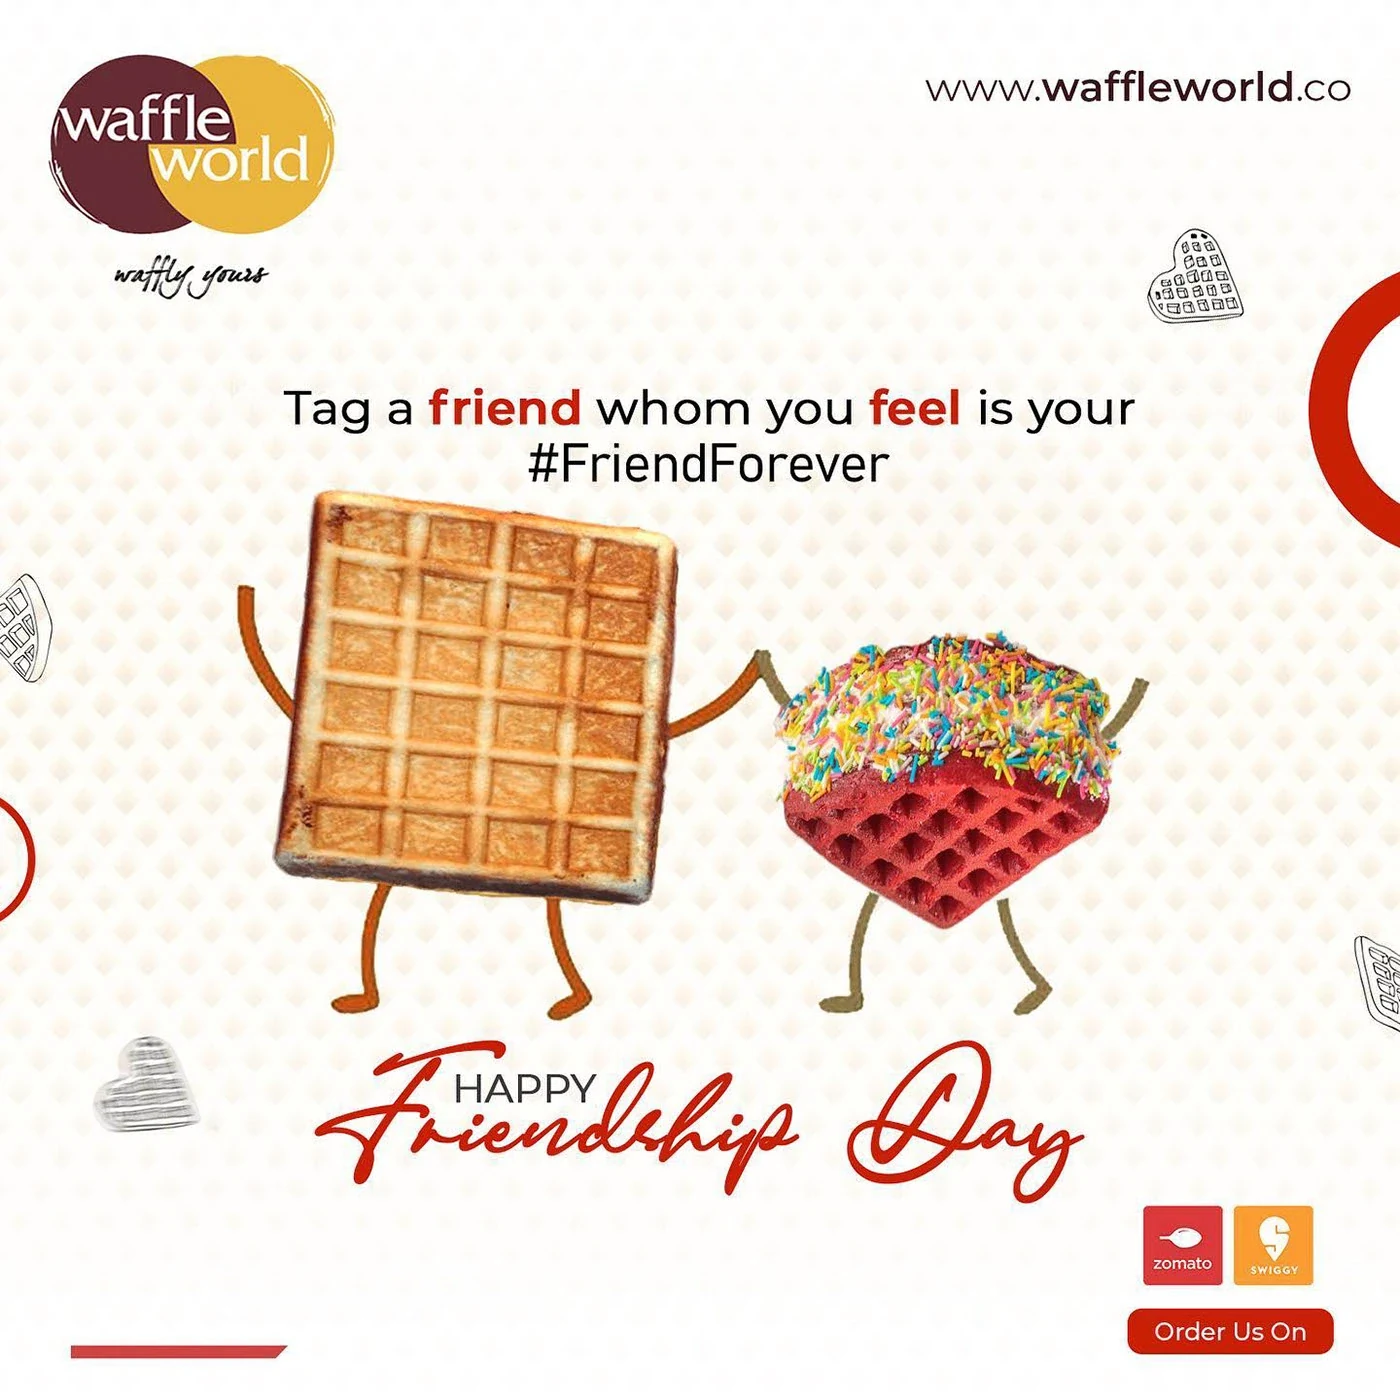 waffle
world
waffly yours
www.waffleworld.co
Tag a friend whom you feel is your
#FriendForever
HAPPY
Friendship Day
zomato
SWIGGY
Order Us On